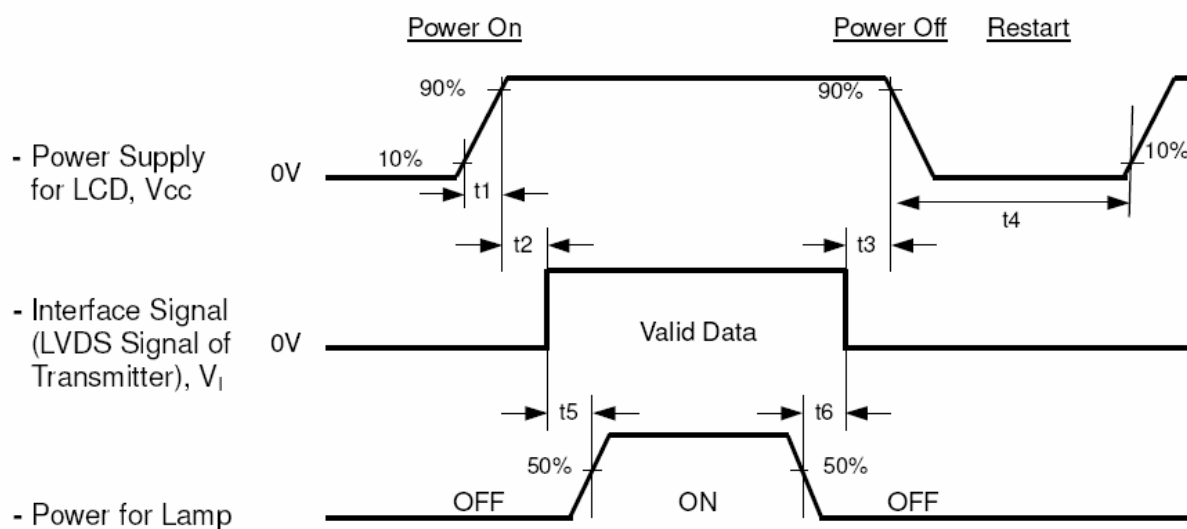 Power On
Power Off
Restart
90%
90%
10%
10%
- Power Supply
for LCD, Vcc
0V
t1
t4
t2
t3
- Interface Signal
(LVDS Signal of
Transmitter), VI
0V
Valid Data
t5
t6
50%
50%
- Power for Lamp
OFF
ON
OFF